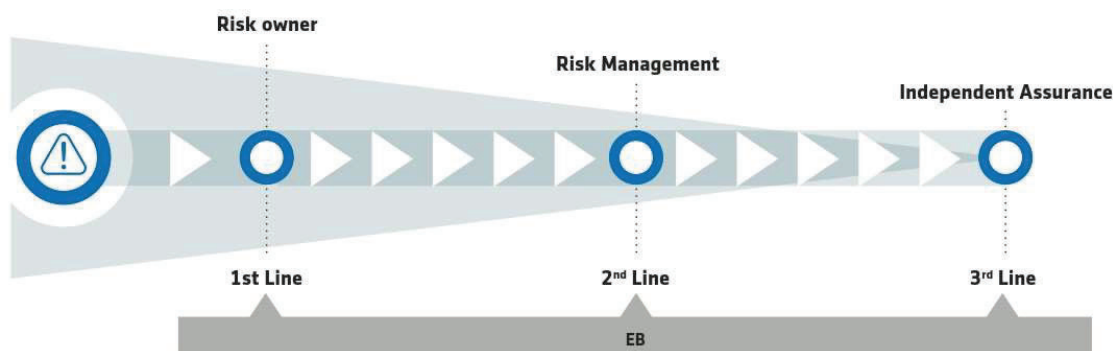 Risk owner
Risk Management
Independent Assurance
1st Line
2nd Line
3rd Line
EB